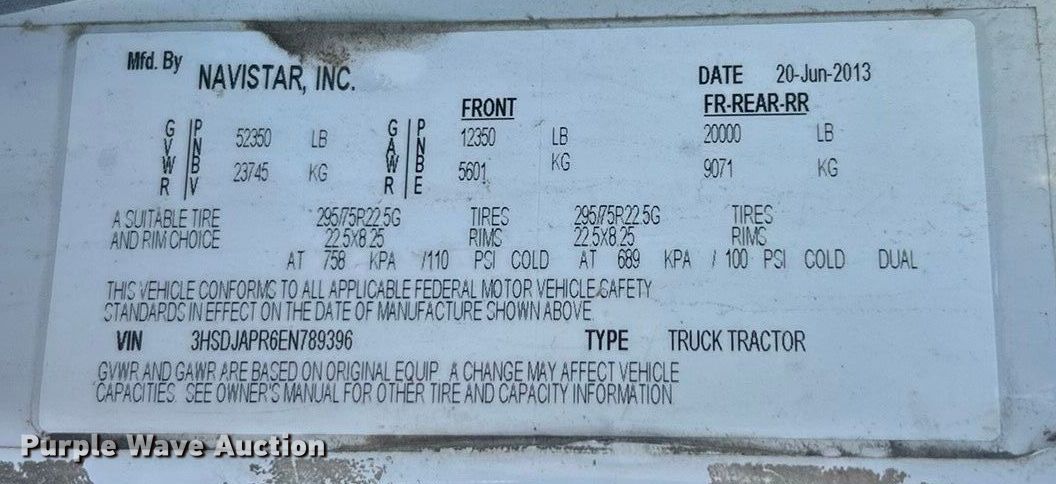 Mfd. By NAVISTAR, INC. DATE 20-Jun-2013
FRONT FR-REAR-RR
GVWR PNBV 52350 LB GAWR PNBE 12350 LB 20000 LB
23745 KG 5601 KG 9071 KG
A SUITABLE TIRE 295/75R22.5G TIRES 295/75R22.5G TIRES
AND RIM CHOICE 22.5X8.25 RIMS 22.5X8.25 RIMS
AT 758 KPA /110 PSI COLD AT 689 KPA / 100 PSI COLD DUAL
THIS VEHICLE CONFORMS TO ALL APPLICABLE FEDERAL MOTOR VEHICLE SAFETY
STANDARDS IN EFFECT ON THE DATE OF MANUFACTURE SHOWN ABOVE.
VIN 3HSDJAPR6EN789396 TYPE TRUCK TRACTOR
GVWR AND GAWR ARE BASED ON ORIGINAL EQUIP. A CHANGE MAY AFFECT VEHICLE
CAPACITIES. SEE OWNER'S MANUAL FOR OTHER TIRE AND CAPACITY INFORMATION
Purple Wave Auction